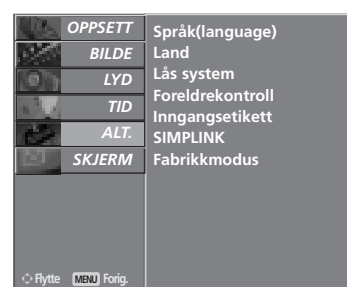 OPPSETT
BILDE
LYD
TID
ALT.
SKJERM
Flytte MENU Forig.
Språk(language)
Land
Lås system
Foreldrekontroll
Inngangsetikett
SIMPLINK
Fabrikkmodus